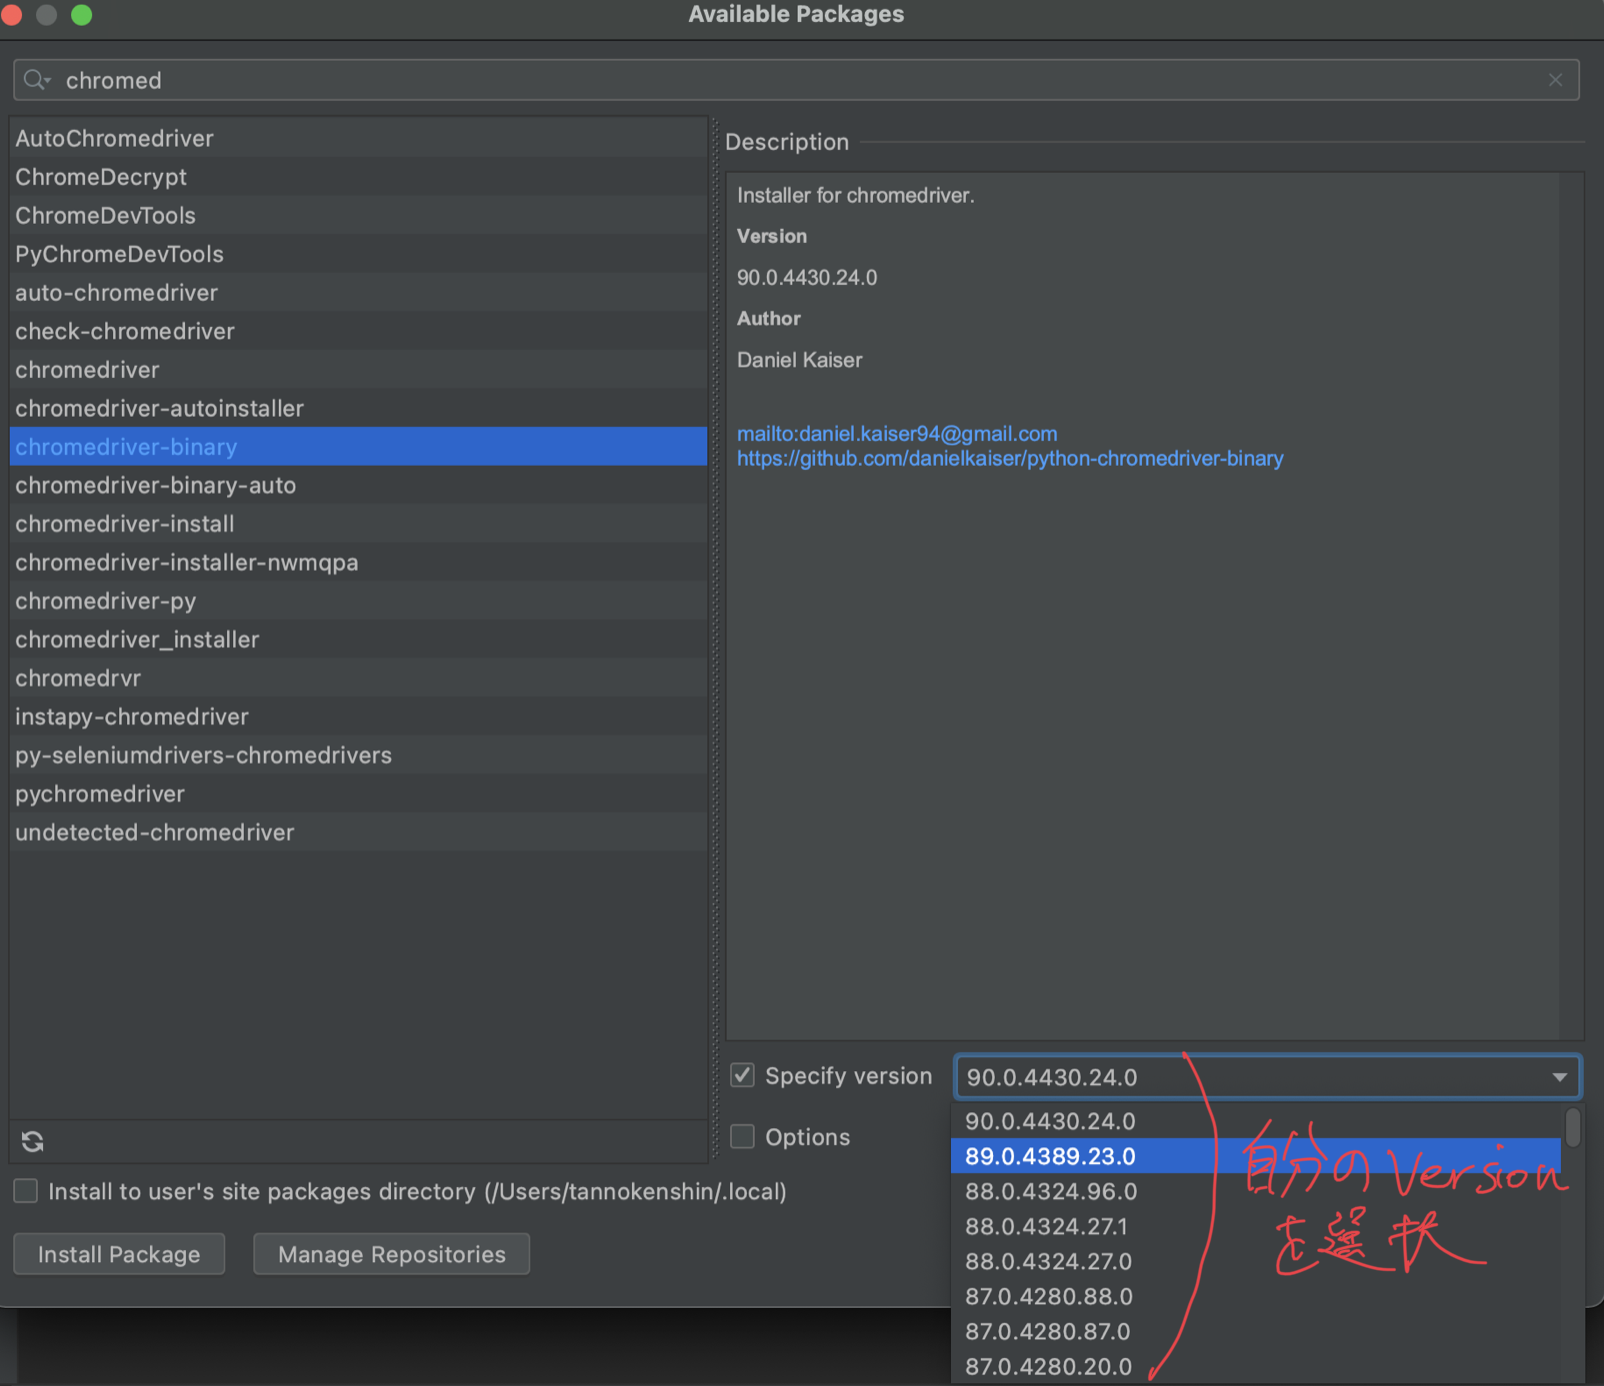 Available Packages
chromed
AutoChromedriver
ChromeDecrypt
ChromeDevTools
PyChromeDevTools
auto-chromedriver
check-chromedriver
chromedriver
chromedriver-autoinstaller
chromedriver-binary
chromedriver-binary-auto
chromedriver-install
chromedriver-installer-nwmqpa
chromedriver-py
chromedriver_installer
chromedrvr
instapy-chromedriver
py-seleniumdrivers-chromedrivers
pychromedriver
undetected-chromedriver
Description
Installer for chromedriver.
Version
90.0.4430.24.0
Author
Daniel Kaiser
mailto:daniel.kaiser94@gmail.com
https://github.com/danielkaiser/python-chromedriver-binary
Specify version
90.0.4430.24.0
Options
90.0.4430.24.0
89.0.4389.23.0
88.0.4324.96.0
88.0.4324.27.1
88.0.4324.27.0
87.0.4280.88.0
87.0.4280.87.0
87.0.4280.20.0
自分のVersion
を選択
Install to user's site packages directory (/Users/tannokenshin/.local)
Install Package
Manage Repositories